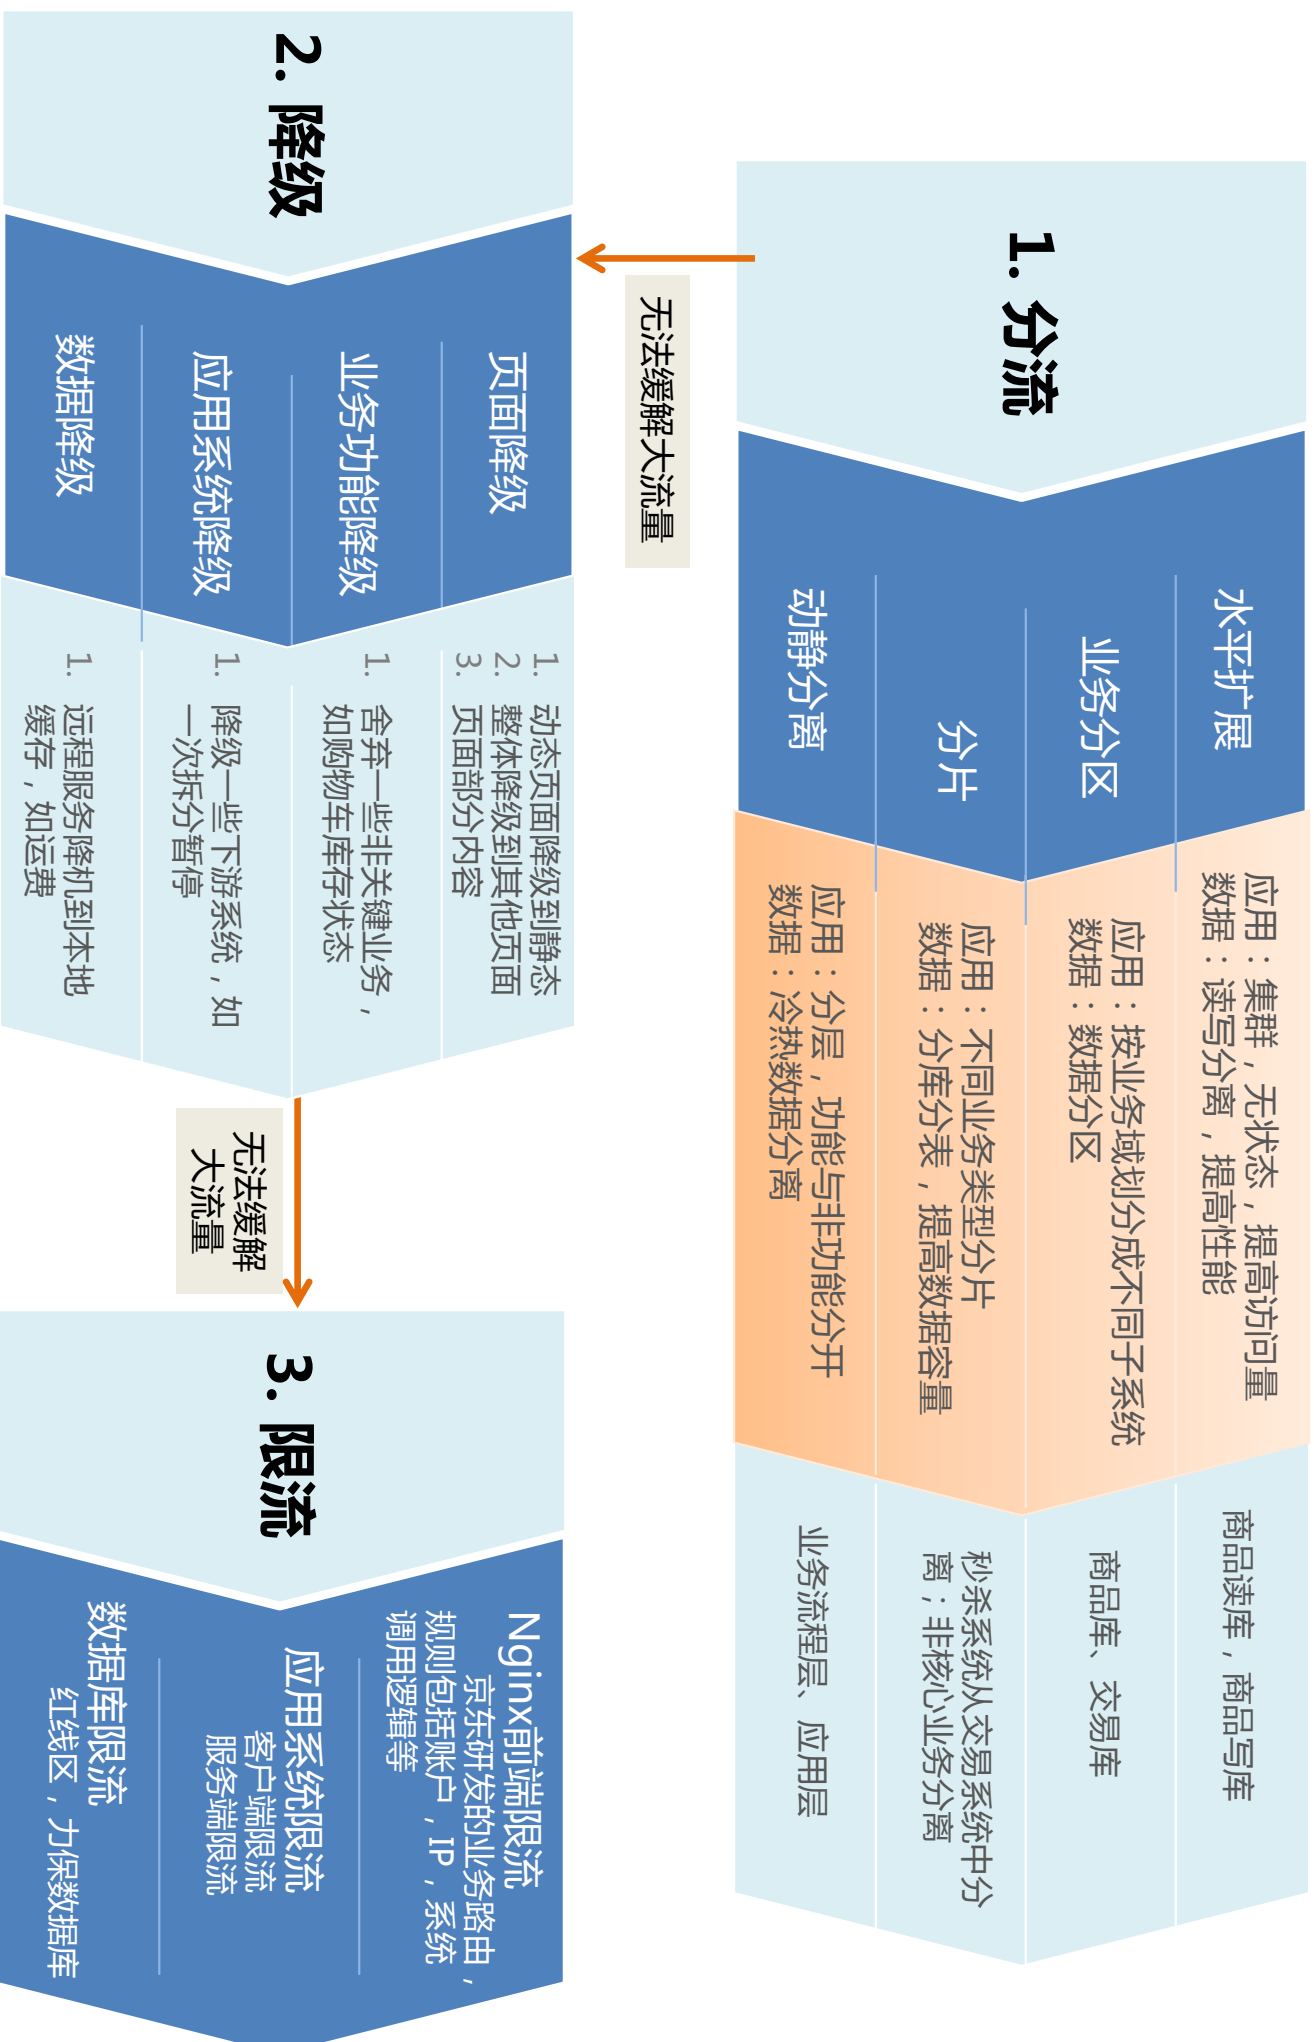 1. 分流
水平扩展
应用：集群，无状态，提高访问量
数据：读写分离，提高性能
商品读库，商品写库
业务分区
应用：按业务域划分成不同子系统
数据：数据分区
商品库、交易库
分片
应用：不同业务类型分片
数据：分库分表，提高数据容量
秒杀系统从交易系统中分
离；非核心业务分离
动静分离
应用：分层，功能与非功能分开
数据：冷热数据分离
业务流程层、应用层
无法缓解大流量
2. 降级
页面降级
1. 动态页面降级到静态
2. 整体降级到其他页面
3. 页面部分内容
业务功能降级
1. 舍弃一些非关键业务，
如购物车库存状态
应用系统降级
1. 降级一些下游系统，如
一次拆分暂停
数据降级
1. 远程服务降机到本地
缓存，如运费
无法缓解
大流量
3. 限流
Nginx前端限流
京东研发的业务路由，
规则包括账户，IP，系统
调用逻辑等
应用系统限流
客户端限流
服务端限流
数据库限流
红线区，力保数据库